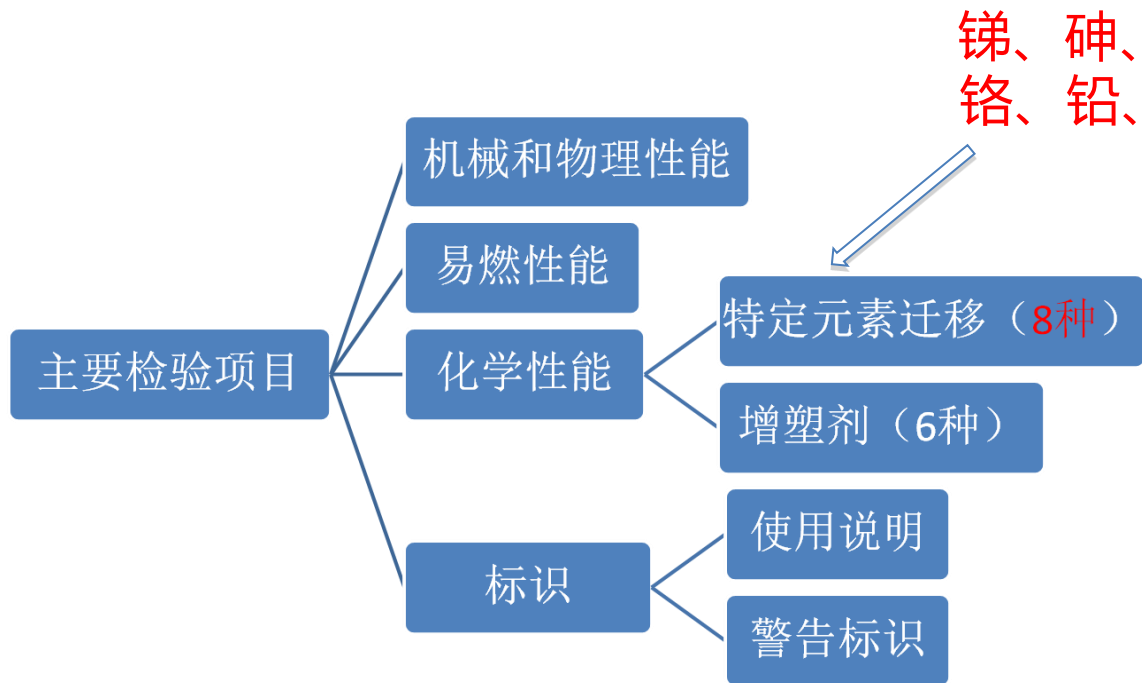 锑、砷、
铬、铅、
机械和物理性能
易燃性能
特定元素迁移（8种）
主要检验项目
化学性能
增塑剂（6种）
使用说明
标识
警告标识